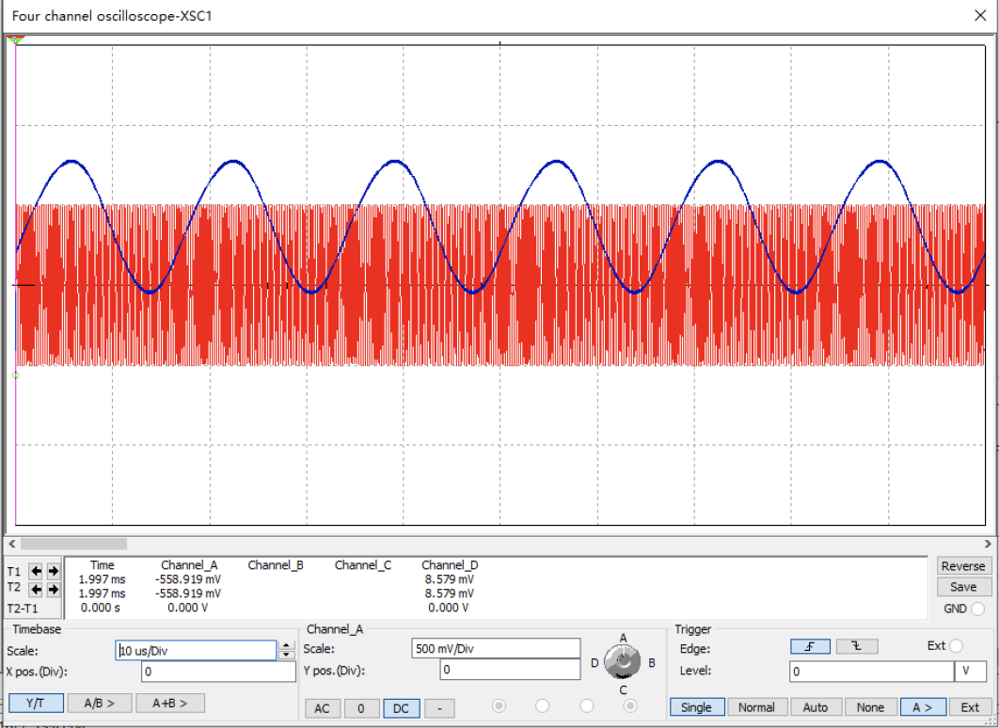 Four channel oscilloscope-XSC1
Time Channel_A Channel_B Channel_C Channel_D
T1 1.997 ms -558.919 mV 8.579 mV
T2 1.997 ms -558.919 mV 8.579 mV
T2-T1 0.000 s 0.000 V 0.000 V
Reverse
Save
GND
Timebase
Scale: 10 us/Div
X pos.(Div): 0
Y/T A/B > A+B >
Channel_A
Scale: 500 mV/Div
Y pos.(Div): 0
AC 0 DC -
A
D B
C
Trigger
Edge: Ext
Level: 0 V
Single Normal Auto None A > Ext